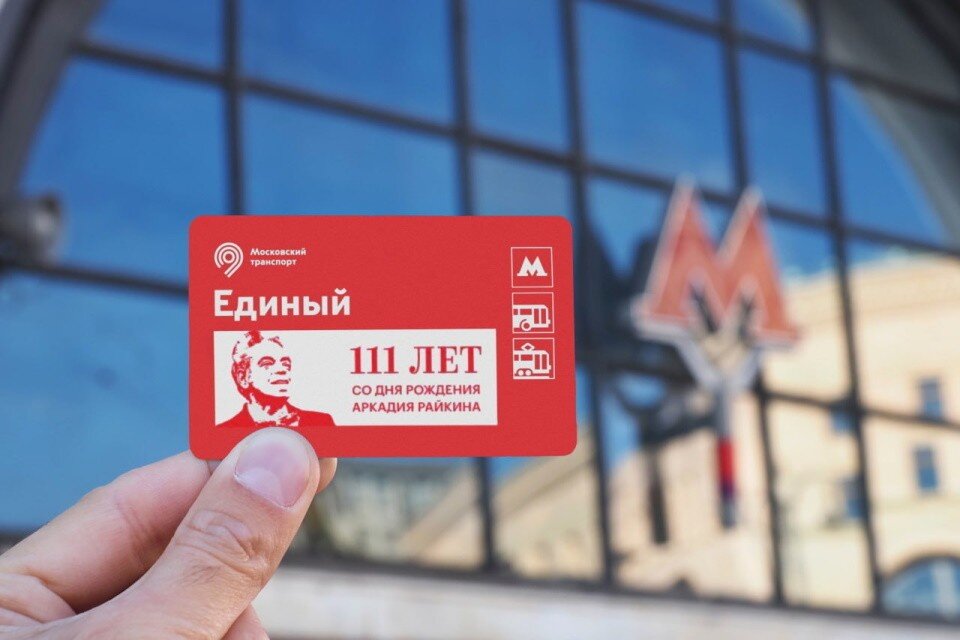 Московский
транспорт
Единый
111 ЛЕТ
СО ДНЯ РОЖДЕНИЯ
АРКАДИЯ РАЙКИНА
М
М